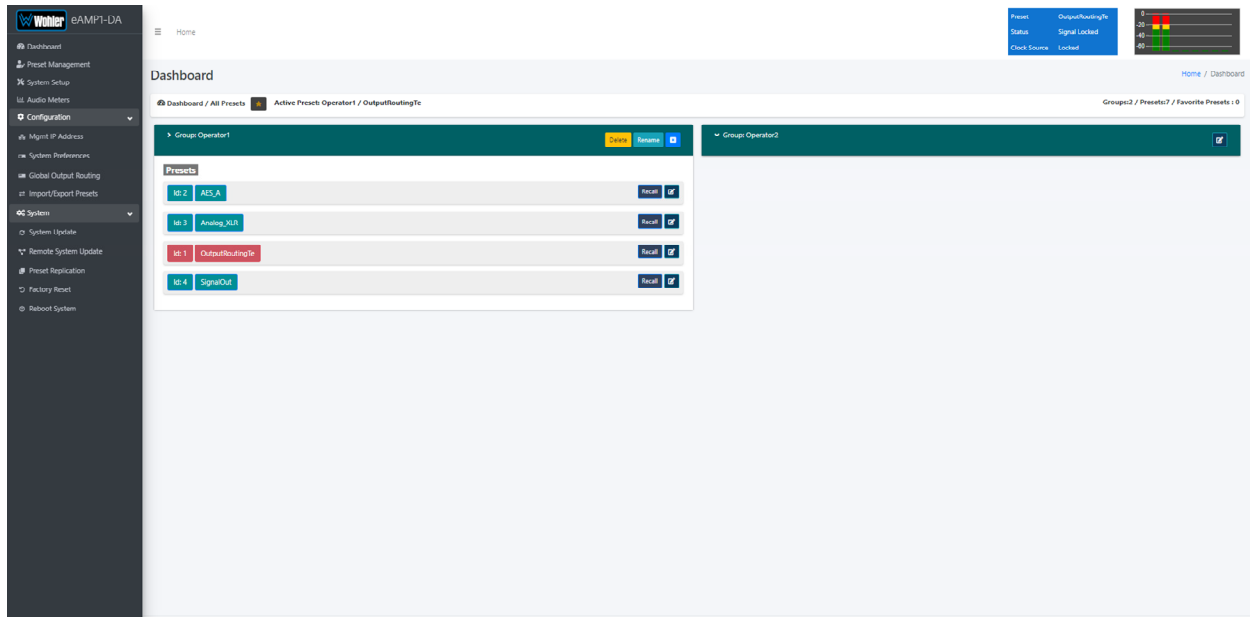 Wohler eAMP1-DA
Dashboard
Preset Management
System Setup
Audio Meters
Configuration
Mgmt IP Address
System Preferences
Global Output Routing
Import/Export Presets
System
System Update
Remote System Update
Preset Replication
Factory Reset
Reboot System
Home
Preset OutputRoutingTe
Status Signal Locked
Clock Source Locked
0
-20
-40
-60
Dashboard
Home / Dashboard
Dashboard / All Presets Active Preset: Operator1 / OutputRoutingTe
Groups:2 / Presets:7 / Favorite Presets : 0
Group: Operator1 Delete Rename
Presets
Id: 2 AES_A Recall
Id: 3 Analog_XLR Recall
Id: 1 OutputRoutingTe Recall
Id: 4 SignalOut Recall
Group: Operator2